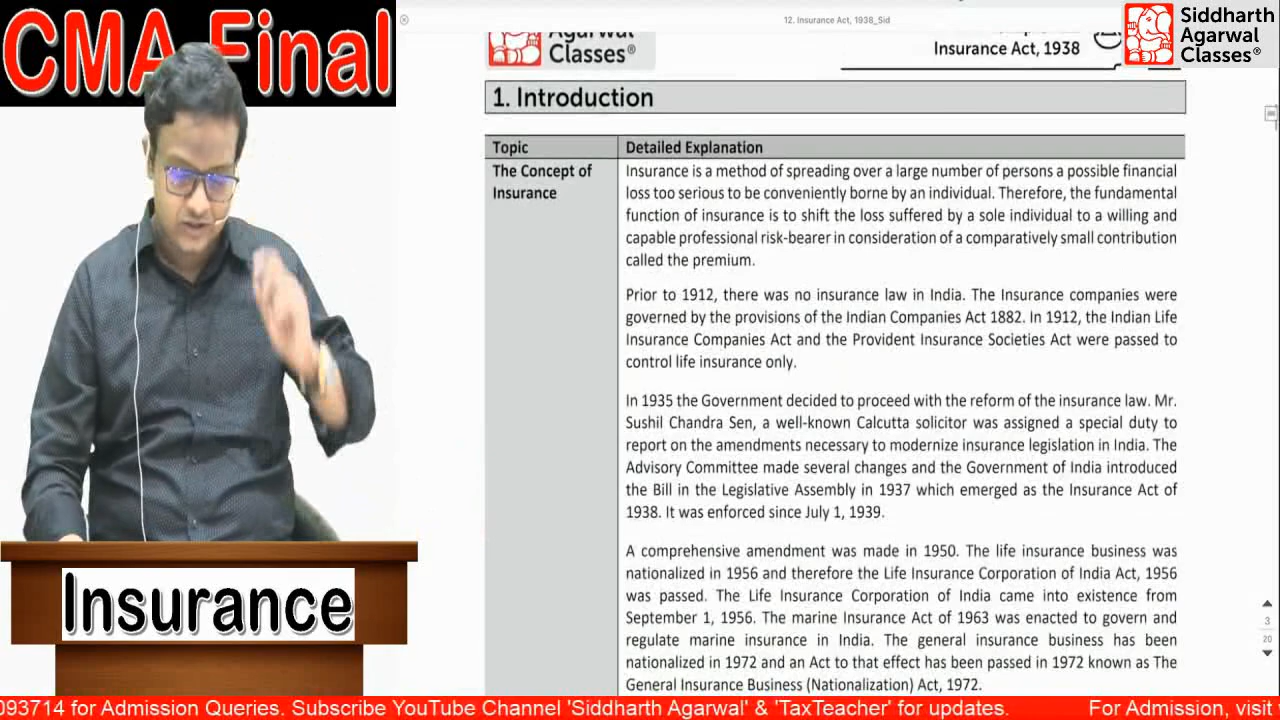 CMA Final
12. Insurance Act, 1938_Sid
Agarwal
Classes®
Insurance Act, 1938
Siddharth
Agarwal
Classes®
1. Introduction
Topic
Detailed Explanation
The Concept of
Insurance
Insurance is a method of spreading over a large number of persons a possible financial
loss too serious to be conveniently borne by an individual. Therefore, the fundamental
function of insurance is to shift the loss suffered by a sole individual to a willing and
capable professional risk-bearer in consideration of a comparatively small contribution
called the premium.
Prior to 1912, there was no insurance law in India. The Insurance companies were
governed by the provisions of the Indian Companies Act 1882. In 1912, the Indian Life
Insurance Companies Act and the Provident Insurance Societies Act were passed to
control life insurance only.
In 1935 the Government decided to proceed with the reform of the insurance law. Mr.
Sushil Chandra Sen, a well-known Calcutta solicitor was assigned a special duty to
report on the amendments necessary to modernize insurance legislation in India. The
Advisory Committee made several changes and the Government of India introduced
the Bill in the Legislative Assembly in 1937 which emerged as the Insurance Act of
1938. It was enforced since July 1, 1939.
A comprehensive amendment was made in 1950. The life insurance business was
nationalized in 1956 and therefore the Life Insurance Corporation of India Act, 1956
was passed. The Life Insurance Corporation of India came into existence from
September 1, 1956. The marine Insurance Act of 1963 was enacted to govern and
regulate marine insurance in India. The general insurance business has been
nationalized in 1972 and an Act to that effect has been passed in 1972 known as The
General Insurance Business (Nationalization) Act, 1972.
3
20
Insurance
093714 for Admission Queries. Subscribe YouTube Channel 'Siddharth Agarwal' & 'TaxTeacher' for updates. For Admission, visit